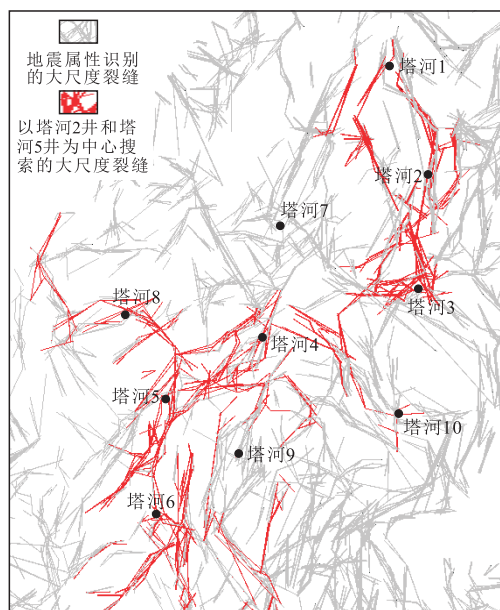 地震属性识别
的大尺度裂缝
以塔河2井和塔
河5井为中心搜
索的大尺度裂缝
塔河1
塔河2
塔河7
塔河3
塔河8
塔河4
塔河5
塔河10
塔河9
塔河6